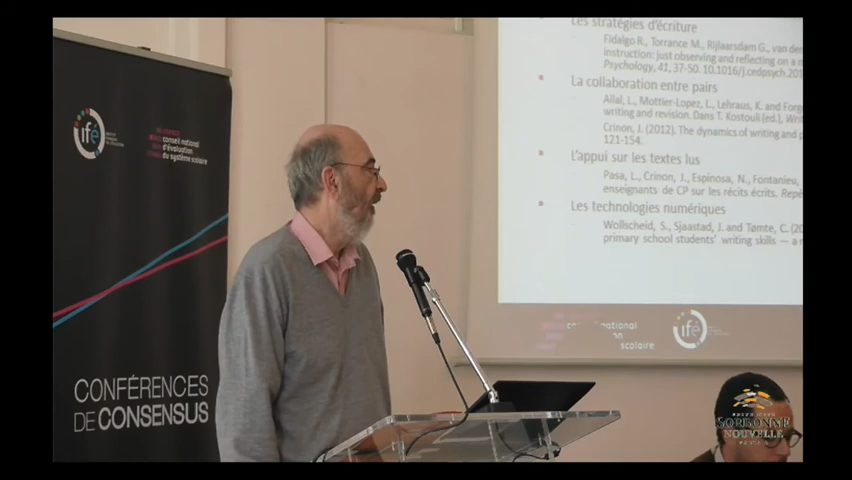 ifé
conseil national
d'évaluation
du système scolaire
CONFÉRENCES
DE CONSENSUS
Les stratégies d'écriture
Fidalgo R., Torrance M., Rijlaarsdam G., van den
instruction: just observing and reflecting on a m
Psychology, 41, 37-50. 10.1016/j.cedpsych.201
La collaboration entre pairs
Allal, L., Mottier-Lopez, L., Lehraus, K. and Forg
writing and revision. Dans T. Kostouli (ed.), Writ
Crinon, J. (2012). The dynamics of writing and p
121-154.
L'appui sur les textes lus
Pasa, L., Crinon, J., Espinosa, N., Fontanieu,
enseignants de CP sur les récits écrits. Repè
Les technologies numériques
Wollscheid, S., Sjaastad, J. and Tømte, C. (20
primary school students' writing skills — a r
national
scolaire
ifé
SORBONNE
NOUVELLE